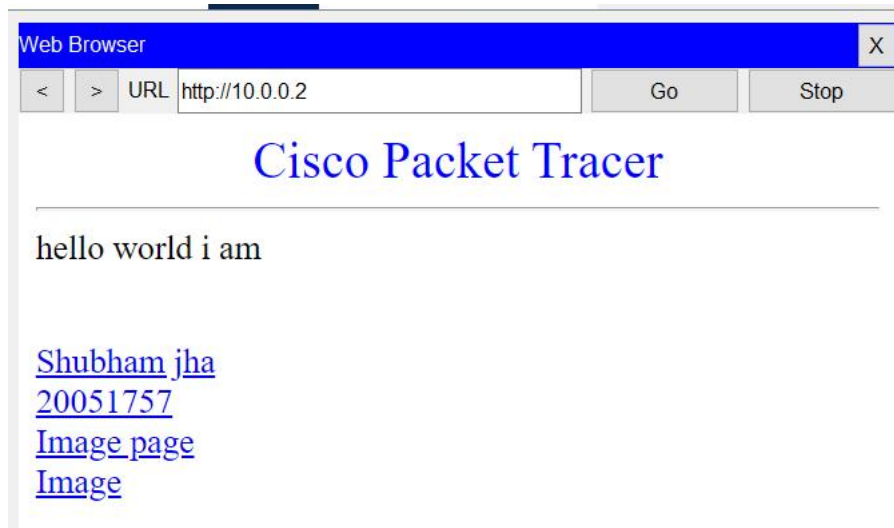 Web Browser X
< > URL http://10.0.0.2 Go Stop
Cisco Packet Tracer
hello world i am
Shubham jha
20051757
Image page
Image